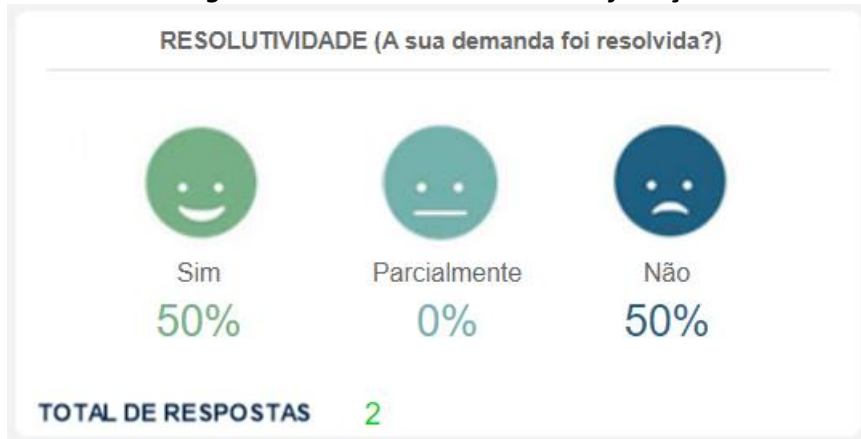 RESOLUTIVIDADE (A sua demanda foi resolvida?)
Sim Parcialmente Não
50% 0% 50%
TOTAL DE RESPOSTAS 2